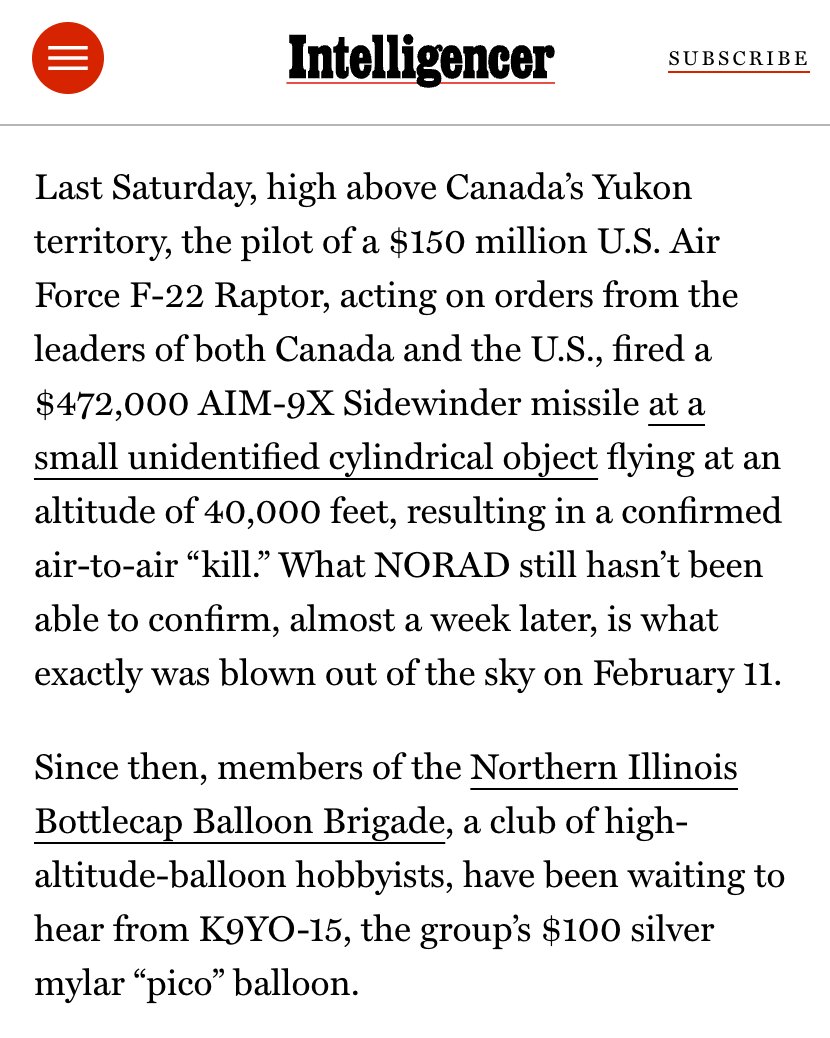 Intelligencer
SUBSCRIBE
Last Saturday, high above Canada’s Yukon
territory, the pilot of a $150 million U.S. Air
Force F-22 Raptor, acting on orders from the
leaders of both Canada and the U.S., fired a
$472,000 AIM-9X Sidewinder missile at a
small unidentified cylindrical object flying at an
altitude of 40,000 feet, resulting in a confirmed
air-to-air “kill.” What NORAD still hasn’t been
able to confirm, almost a week later, is what
exactly was blown out of the sky on February 11.
Since then, members of the Northern Illinois
Bottlecap Balloon Brigade, a club of high-
altitude-balloon hobbyists, have been waiting to
hear from K9YO-15, the group’s $100 silver
mylar “pico” balloon.